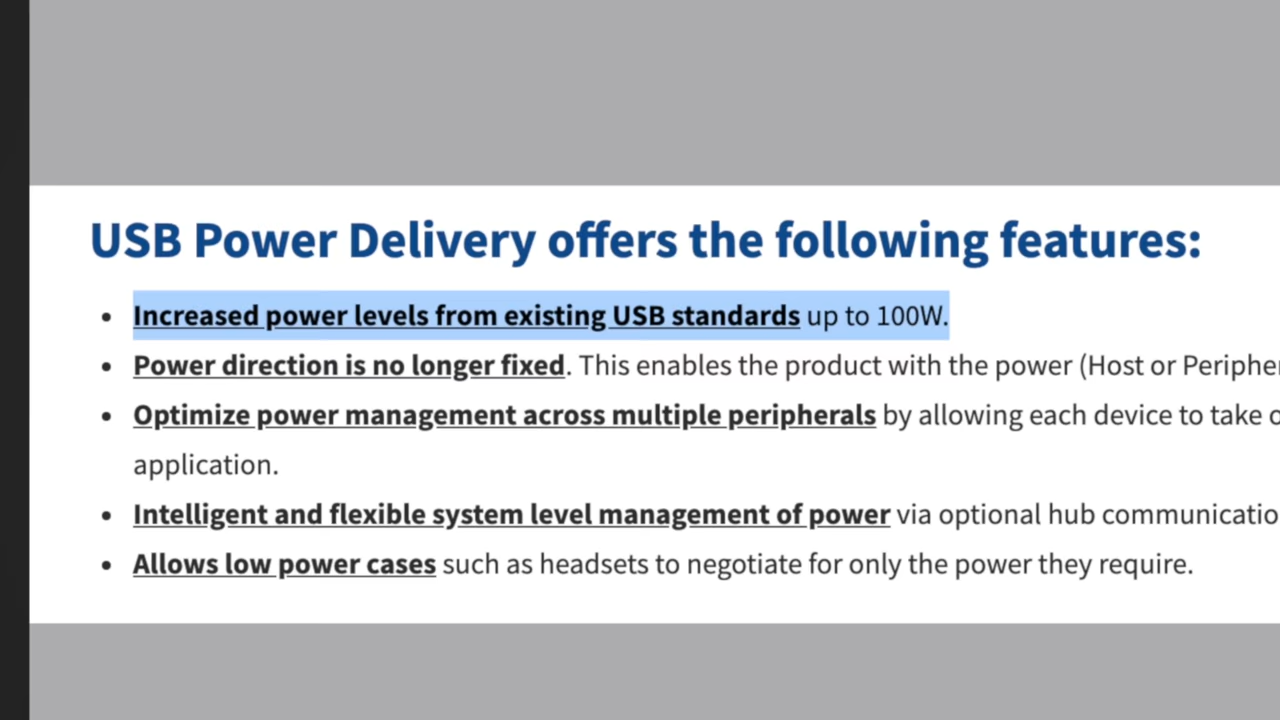 USB Power Delivery offers the following features:
• Increased power levels from existing USB standards up to 100W.
• Power direction is no longer fixed. This enables the product with the power (Host or
• Optimize power management across multiple peripherals by allowing each device to take
application.
• Intelligent and flexible system level management of power via optional hub
• Allows low power cases such as headsets to negotiate for only the power they require.